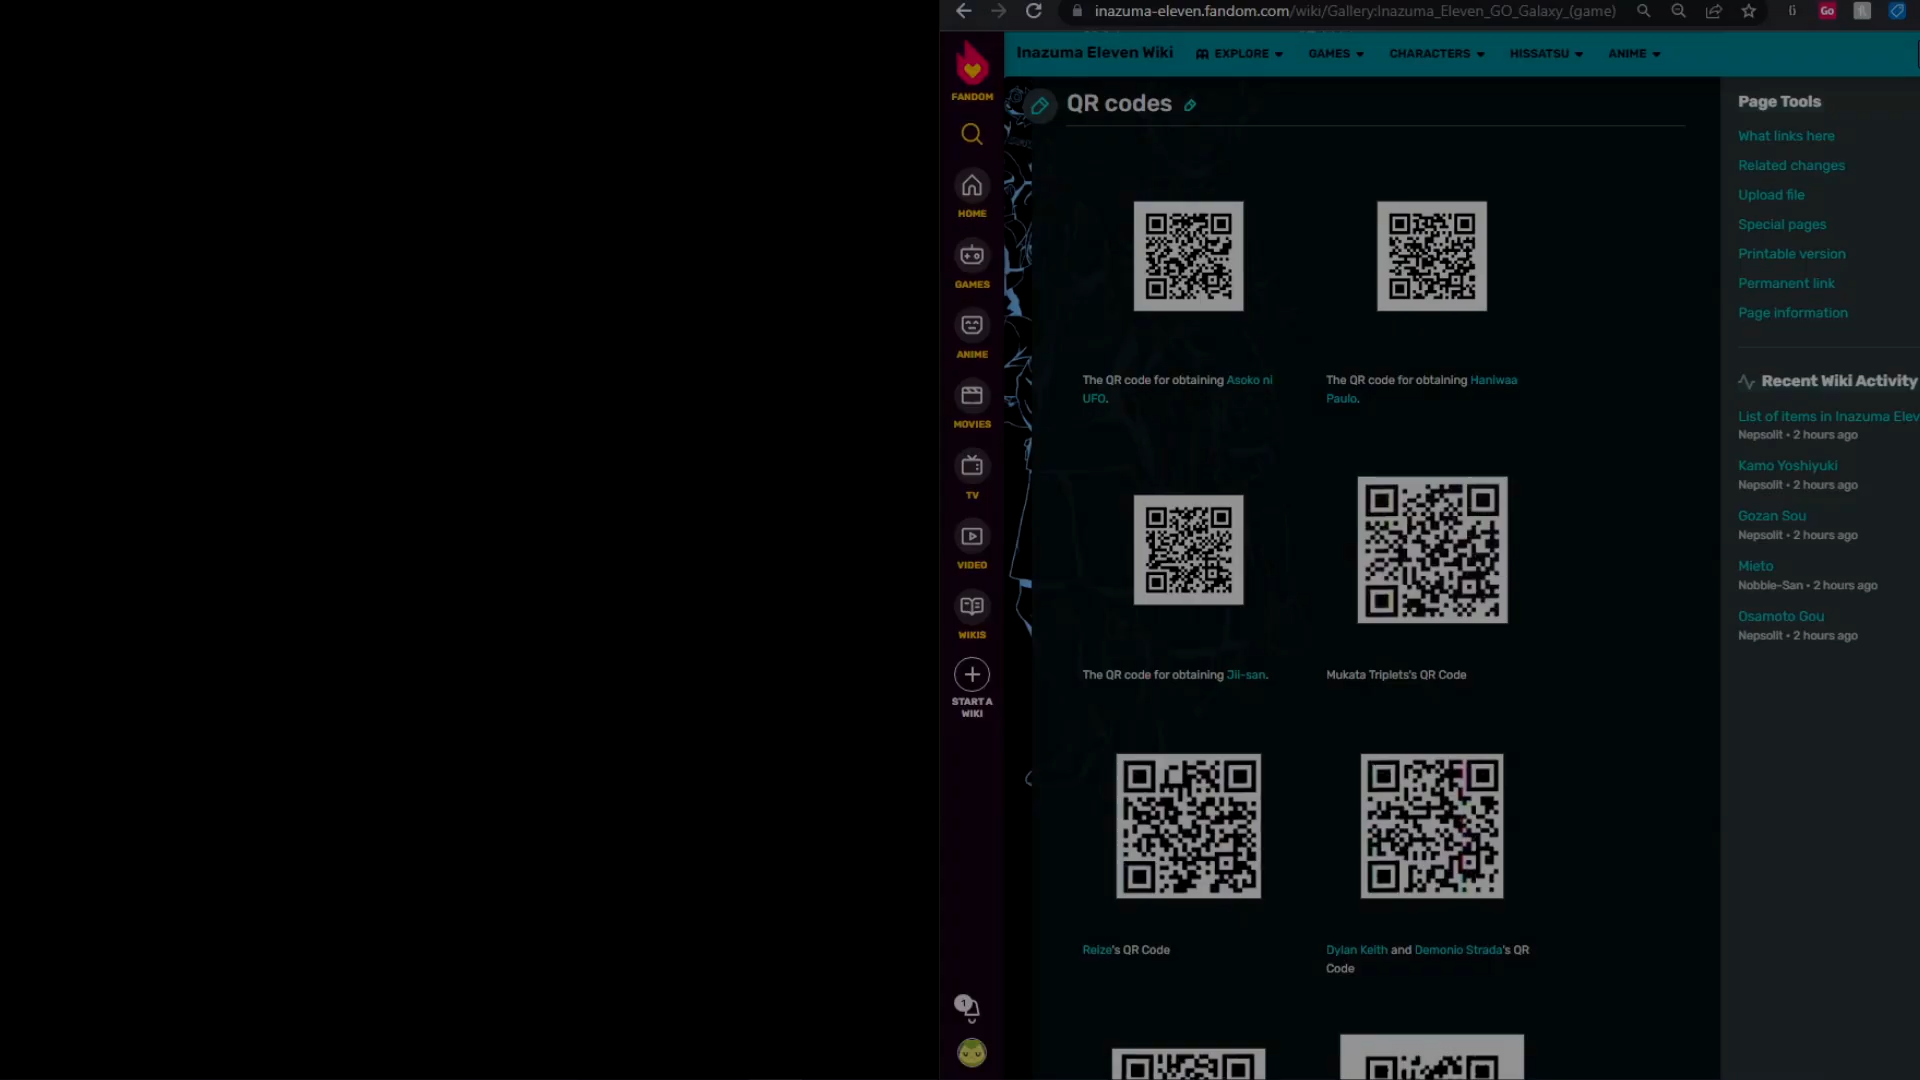 inazuma-eleven.fandom.com/wiki/Gallery:Inazuma_Eleven_GO_Galaxy_(game)
Go
Inazuma Eleven Wiki
EXPLORE
GAMES
CHARACTERS
HISSATSU
ANIME
FANDOM
HOME
GAMES
ANIME
MOVIES
TV
VIDEO
WIKIS
START A
WIKI
1
QR codes
The QR code for obtaining Asoko ni
UFO.
The QR code for obtaining Haniwaa
Paulo.
The QR code for obtaining Jii-san.
Mukata Triplets's QR Code
Reize's QR Code
Dylan Keith and Demonio Strada's QR
Code
Page Tools
What links here
Related changes
Upload file
Special pages
Printable version
Permanent link
Page information
Recent Wiki Activity
List of items in Inazuma Elev
Nepsolit • 2 hours ago
Kamo Yoshiyuki
Nepsolit • 2 hours ago
Gozan Sou
Nepsolit • 2 hours ago
Mieto
Nobbie-San • 2 hours ago
Osamoto Gou
Nepsolit • 2 hours ago